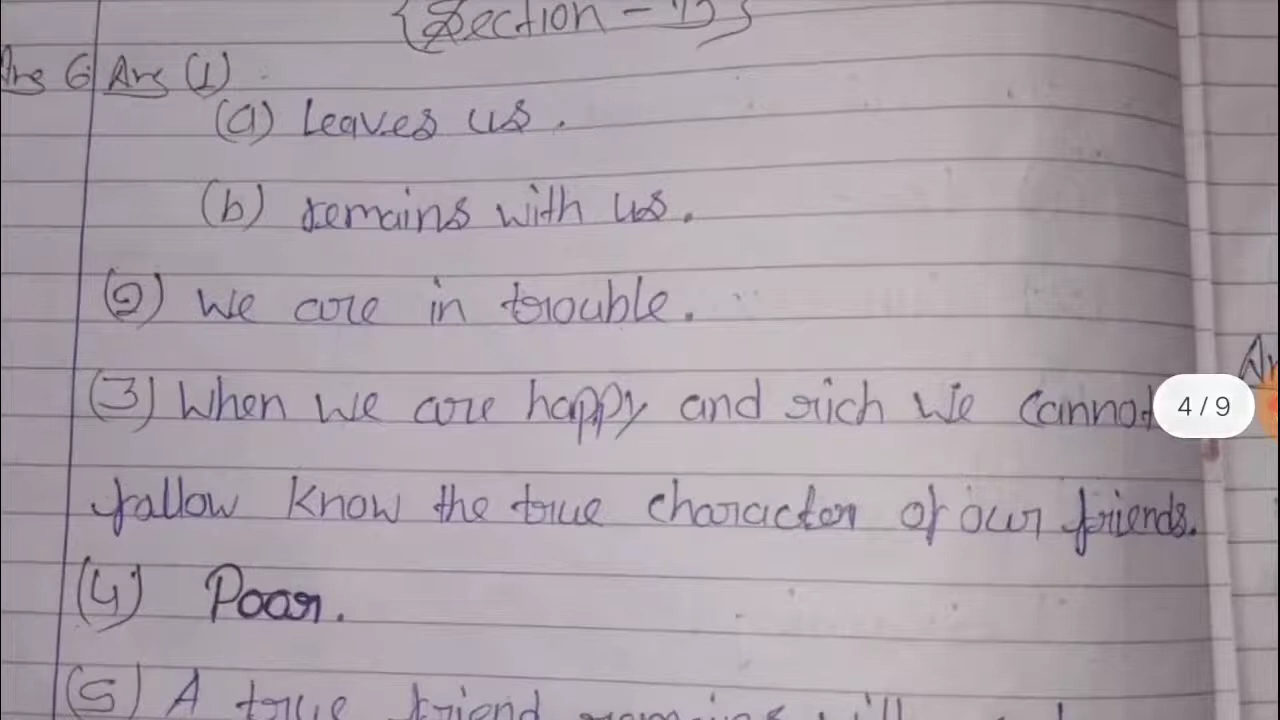 {Section - D}
Ans 6 Ans (1)
(a) Leaves us.
(b) remains with us.
(2) We are in trouble.
(3) When we are happy and rich we cannot
fallow know the true character of our friends.
(4) Poor.
(5) A true friend remains
4/9